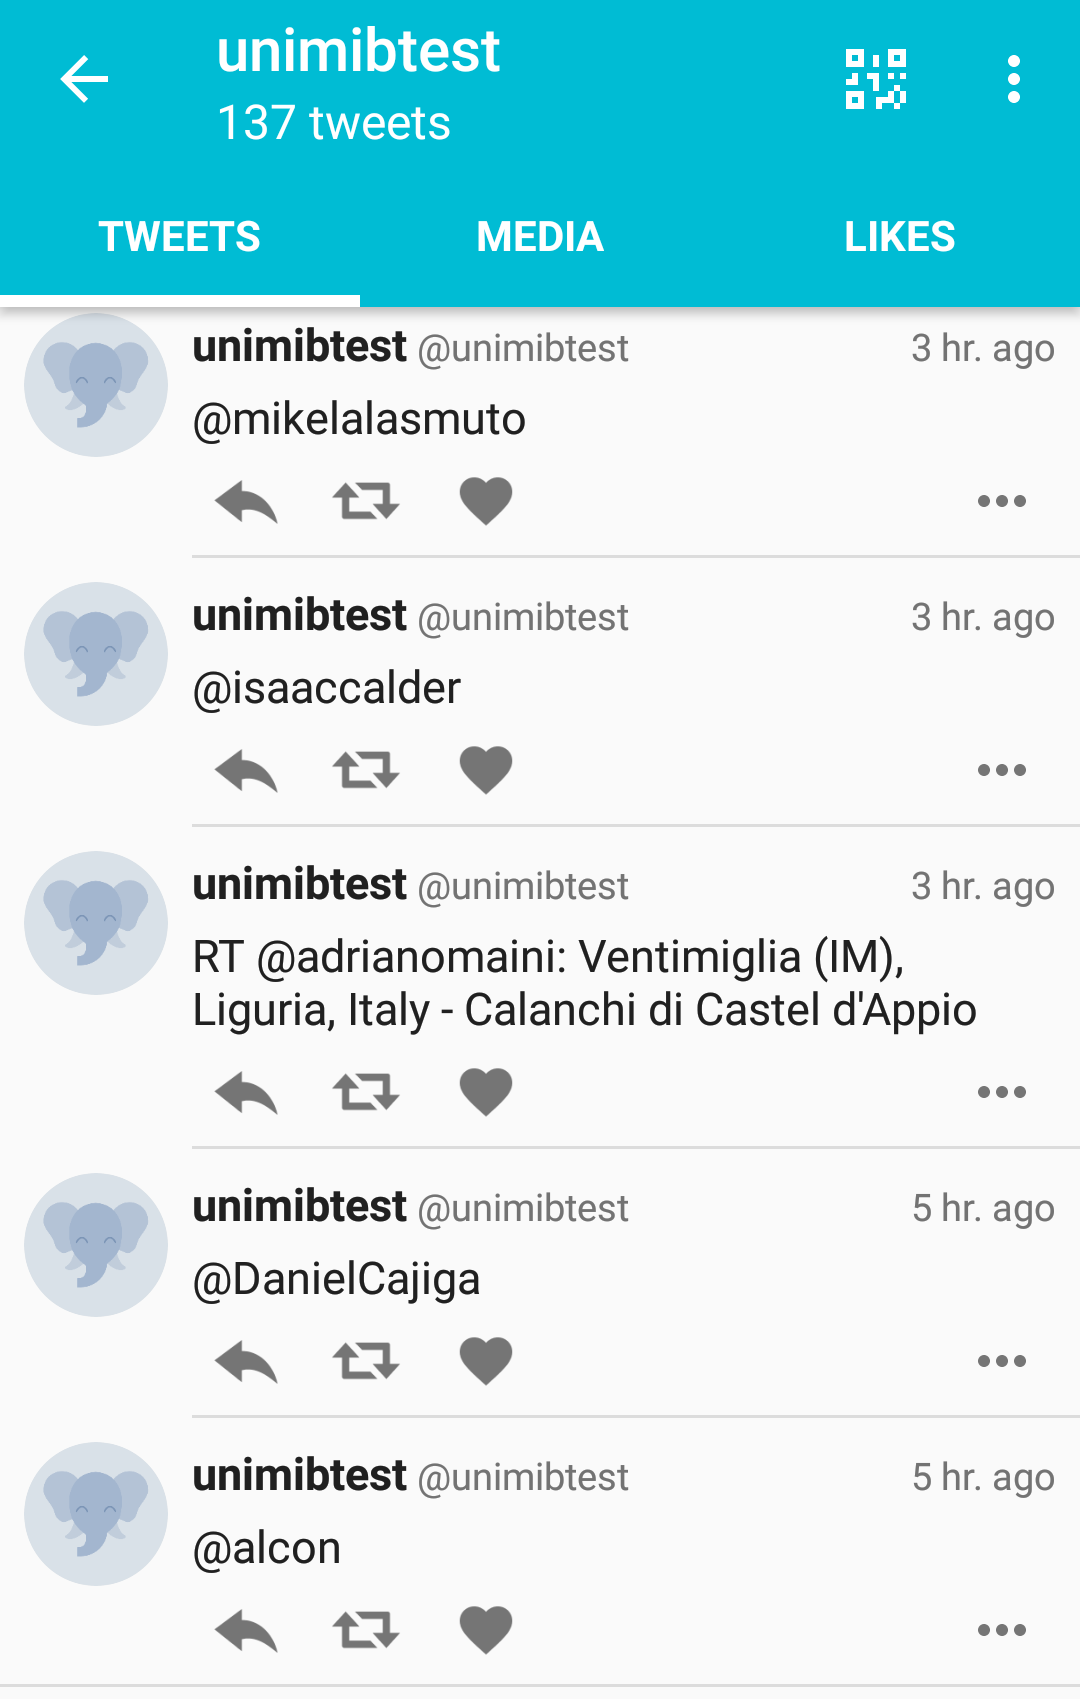 unimibtest
137 tweets
TWEETS MEDIA LIKES
unimibtest @unimibtest 3 hr. ago
@mikelalasmuto
unimibtest @unimibtest 3 hr. ago
@isaaccalder
unimibtest @unimibtest 3 hr. ago
RT @adrianomaini: Ventimiglia (IM),
Liguria, Italy - Calanchi di Castel d'Appio
unimibtest @unimibtest 5 hr. ago
@DanielCajiga
unimibtest @unimibtest 5 hr. ago
@alcon